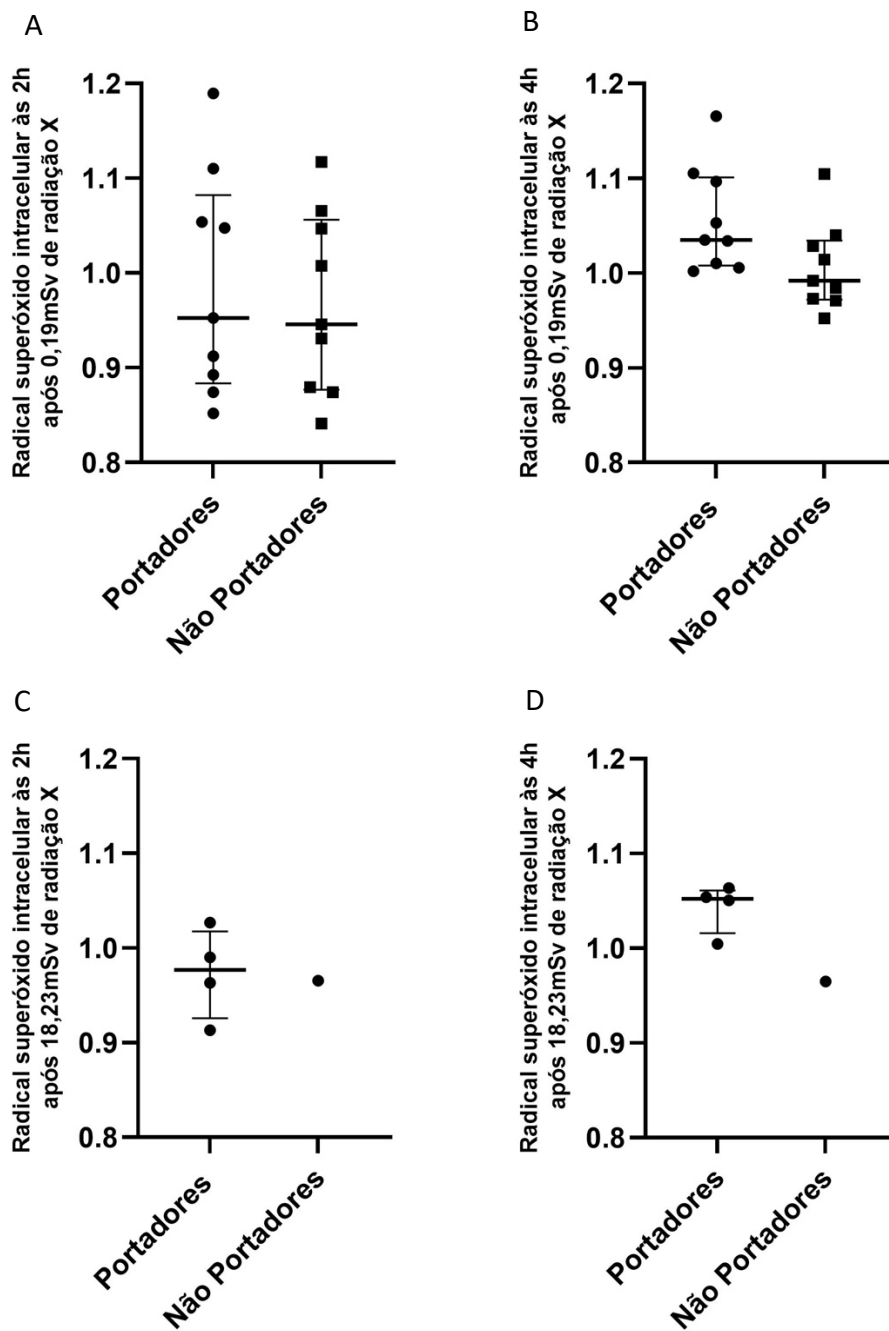 A
Radical superóxido intracelular às 2h
após 0,19mSv de radiação X
1.2
1.1
1.0
0.9
0.8
Portadores
Não Portadores
B
Radical superóxido intracelular às 4h
após 0,19mSv de radiação X
1.2
1.1
1.0
0.9
0.8
Portadores
Não Portadores
C
Radical superóxido intracelular às 2h
após 18,23mSv de radiação X
1.2
1.1
1.0
0.9
0.8
Portadores
Não Portadores
D
Radical superóxido intracelular às 4h
após 18,23mSv de radiação X
1.2
1.1
1.0
0.9
0.8
Portadores
Não Portadores